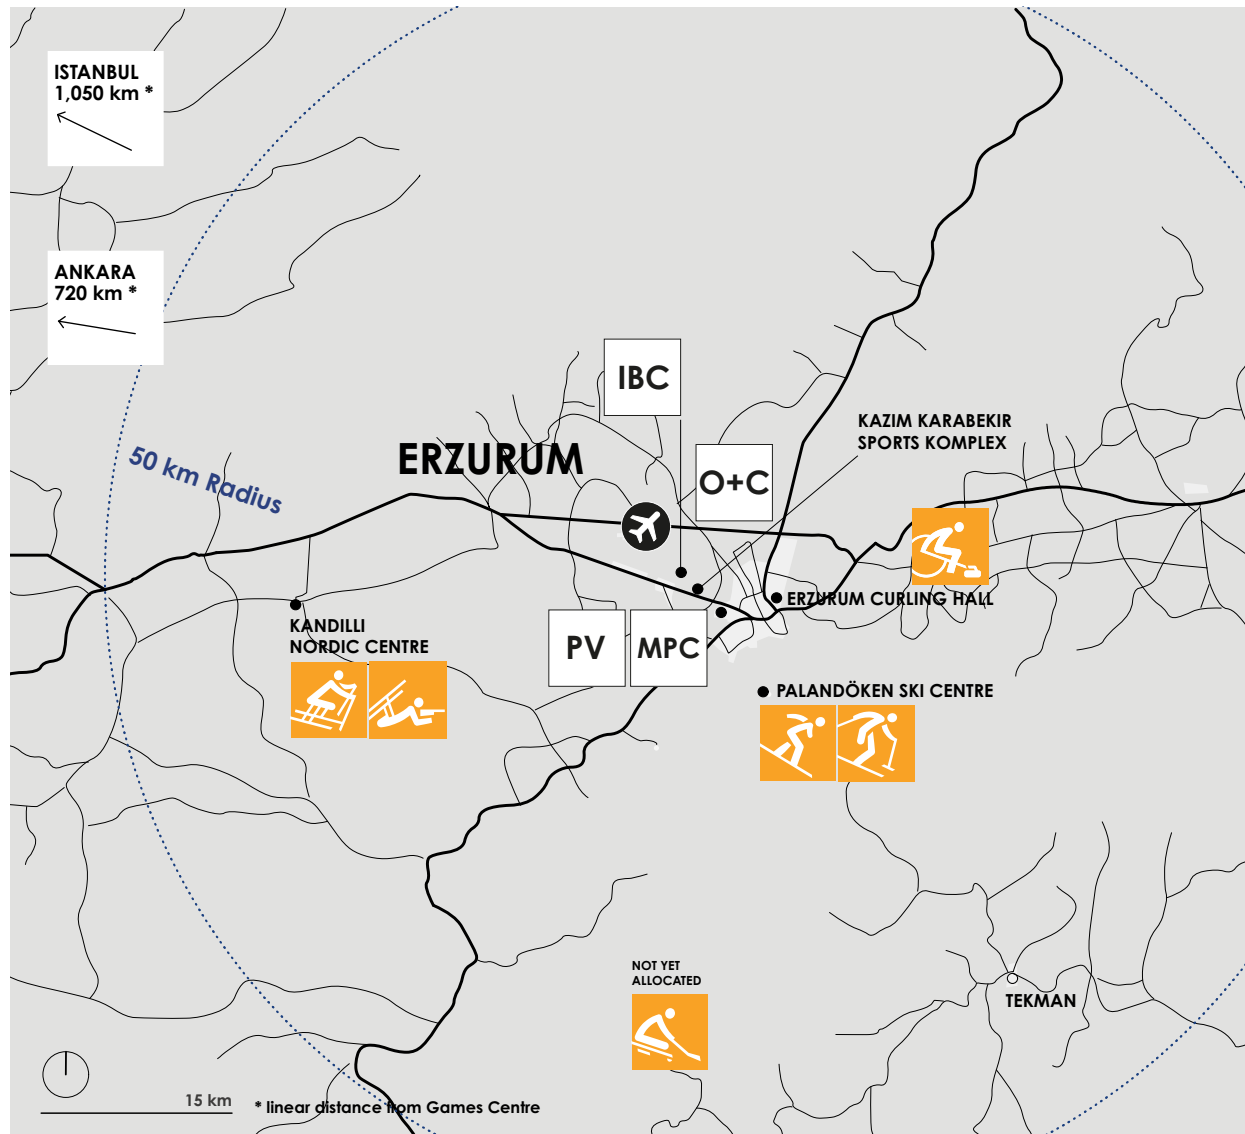 ISTANBUL
1,050 km *
ANKARA
720 km *
50 km Radius
ERZURUM
IBC
O+C
KAZIM KARABEKIR
SPORTS KOMPLEX
ERZURUM CURLING HALL
KANDILLI
NORDIC CENTRE
PV
MPC
PALANDÖKEN SKI CENTRE
NOT YET
ALLOCATED
TEKMAN
15 km
* linear distance from Games Centre